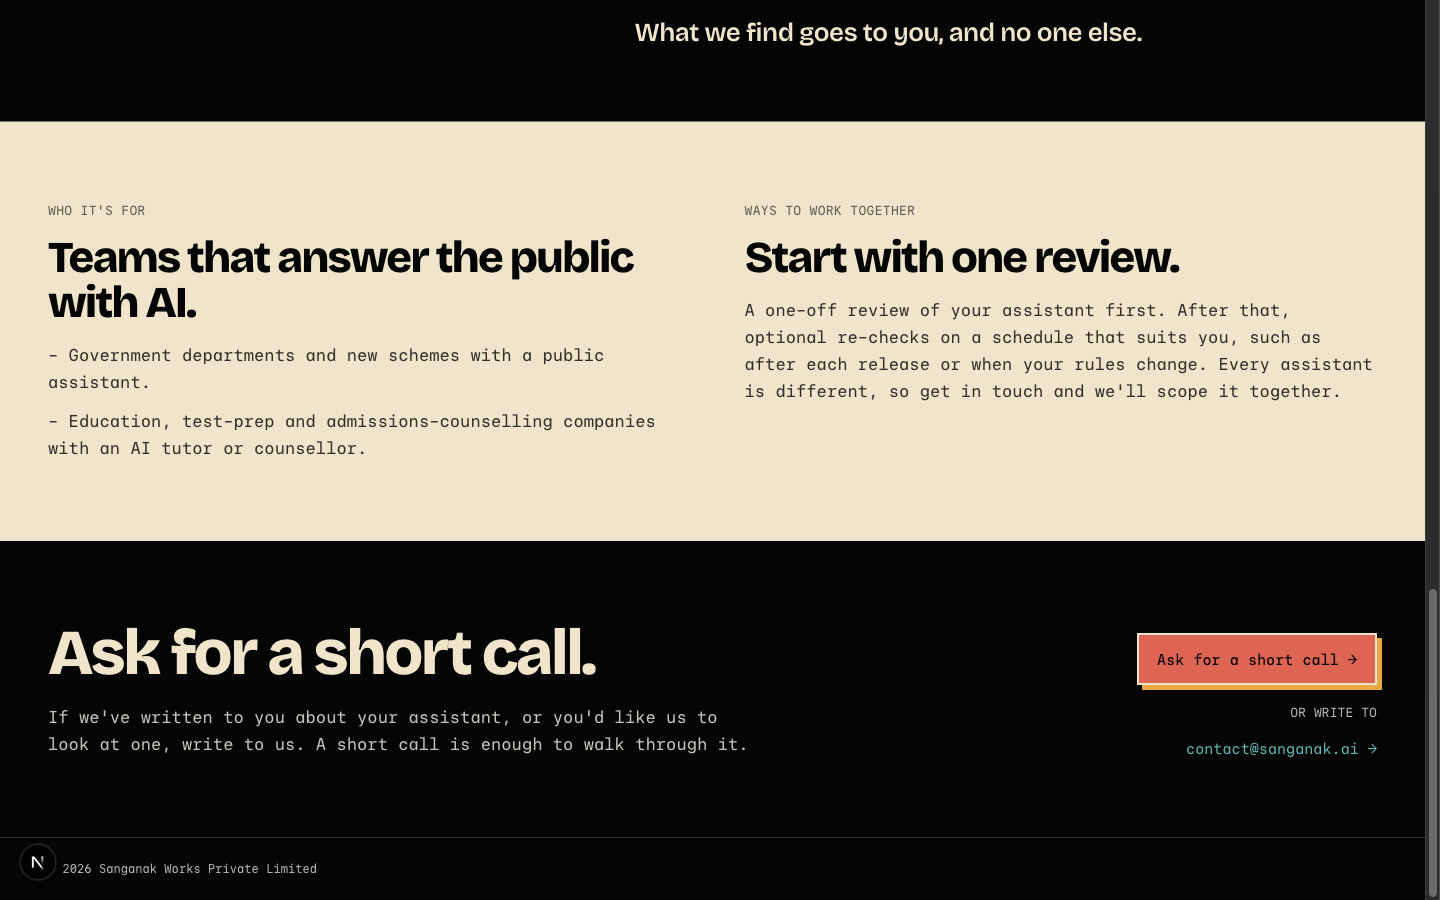 What we find goes to you, and no one else.
WHO IT'S FOR
Teams that answer the public
with AI.
– Government departments and new schemes with a public
assistant.
– Education, test-prep and admissions-counselling companies
with an AI tutor or counsellor.
WAYS TO WORK TOGETHER
Start with one review.
A one-off review of your assistant first. After that,
optional re-checks on a schedule that suits you, such as
after each release or when your rules change. Every assistant
is different, so get in touch and we'll scope it together.
Ask for a short call.
If we've written to you about your assistant, or you'd like us to
look at one, write to us. A short call is enough to walk through it.
Ask for a short call →
OR WRITE TO
contact@sanganak.ai →
N
2026 Sanganak Works Private Limited